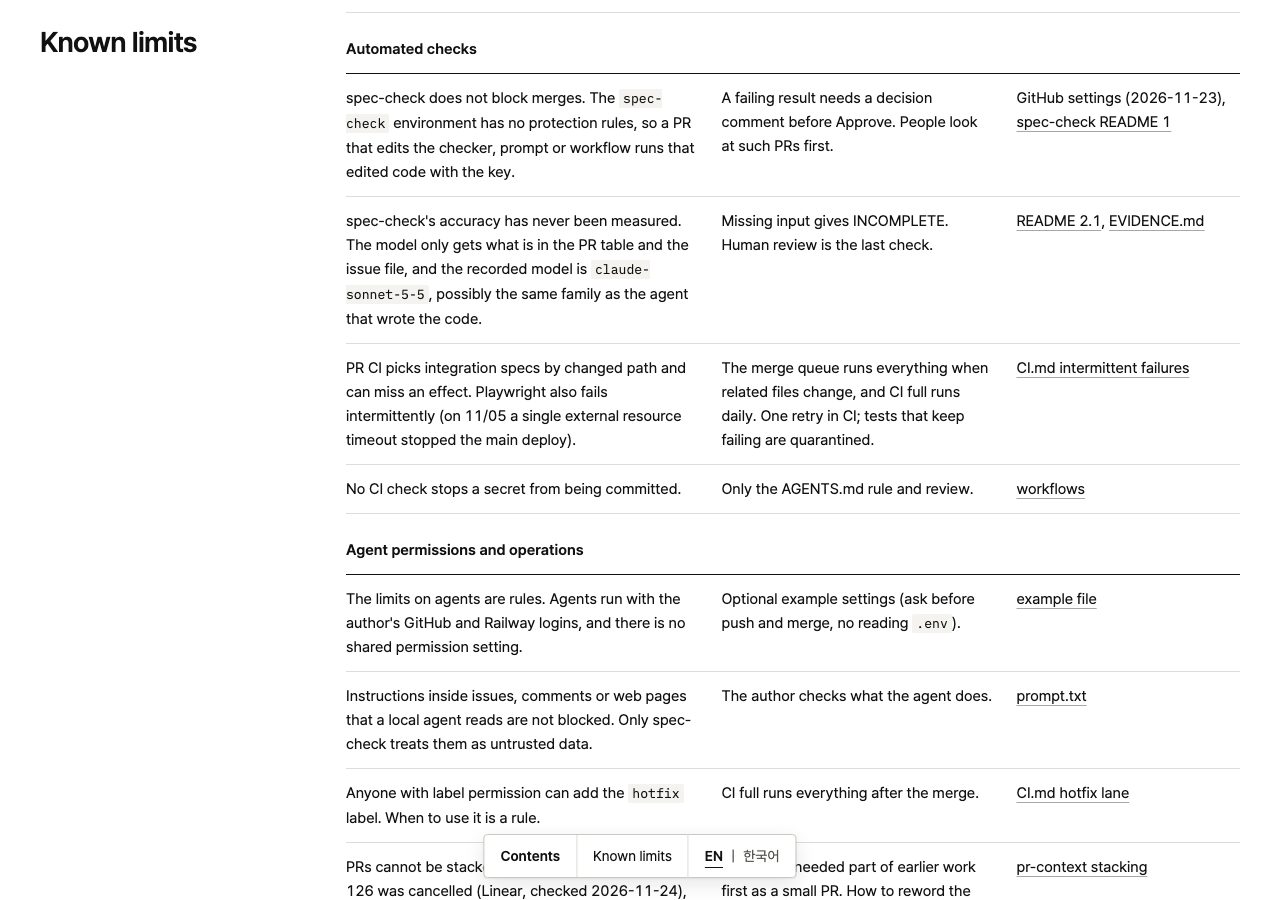 Known limits
Automated checks
spec-check does not block merges. The spec-
check environment has no protection rules, so a PR
that edits the checker, prompt or workflow runs that
edited code with the key.
A failing result needs a decision
comment before Approve. People look
at such PRs first.
GitHub settings (2026-11-23),
spec-check README 1
spec-check's accuracy has never been measured.
The model only gets what is in the PR table and the
issue file, and the recorded model is claude-
sonnet-5-5, possibly the same family as the agent
that wrote the code.
Missing input gives INCOMPLETE.
Human review is the last check.
README 2.1, EVIDENCE.md
PR CI picks integration specs by changed path and
can miss an effect. Playwright also fails
intermittently (on 11/05 a single external resource
timeout stopped the main deploy).
The merge queue runs everything when
related files change, and CI full runs
daily. One retry in CI; tests that keep
failing are quarantined.
CI.md intermittent failures
No CI check stops a secret from being committed.
Only the AGENTS.md rule and review.
workflows
Agent permissions and operations
The limits on agents are rules. Agents run with the
author's GitHub and Railway logins, and there is no
shared permission setting.
Optional example settings (ask before
push and merge, no reading .env).
example file
Instructions inside issues, comments or web pages
that a local agent reads are not blocked. Only spec-
check treats them as untrusted data.
The author checks what the agent does.
prompt.txt
Anyone with label permission can add the hotfix
label. When to use it is a rule.
CI full runs everything after the merge.
CI.md hotfix lane
PRs cannot be
126 was cancelled (Linear, checked 2026-11-24),
needed part of earlier work
first as a small PR. How to reword the
pr-context stacking
Contents
Known limits
EN | 한국어